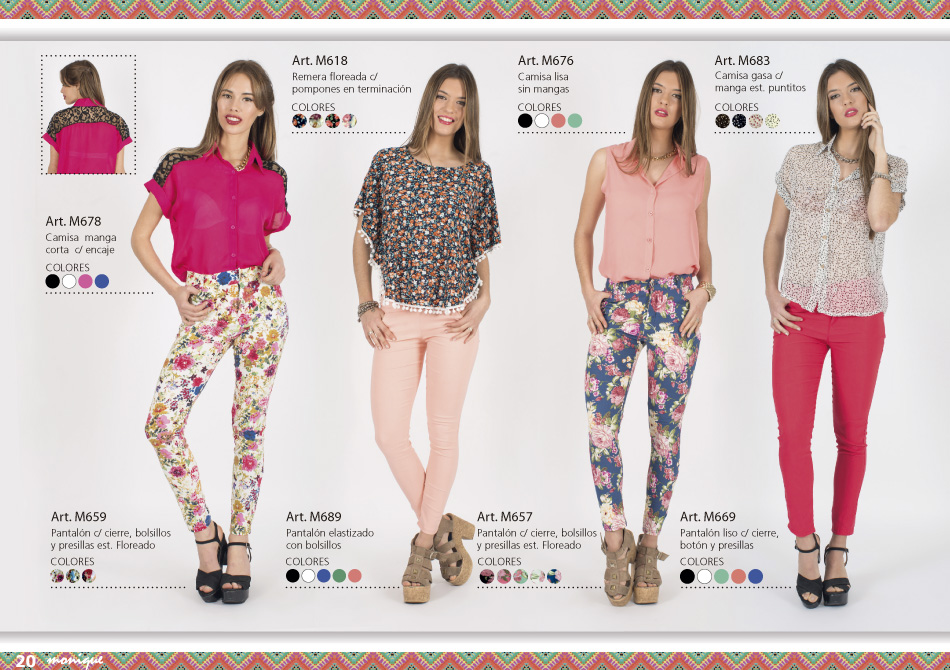 Art. M678
Camisa manga
corta c/ encaje
COLORES
Art. M618
Remera floreada c/
pompones en terminación
COLORES
Art. M676
Camisa lisa
sin mangas
COLORES
Art. M683
Camisa gasa c/
manga est. puntitos
COLORES
Art. M659
Pantalón c/ cierre, bolsillos
y presillas est. Floreado
COLORES
Art. M689
Pantalón elastizado
con bolsillos
COLORES
Art. M657
Pantalón c/ cierre, bolsillos
y presillas est. Floreado
COLORES
Art. M669
Pantalón liso c/ cierre,
botón y presillas
COLORES
20 monique